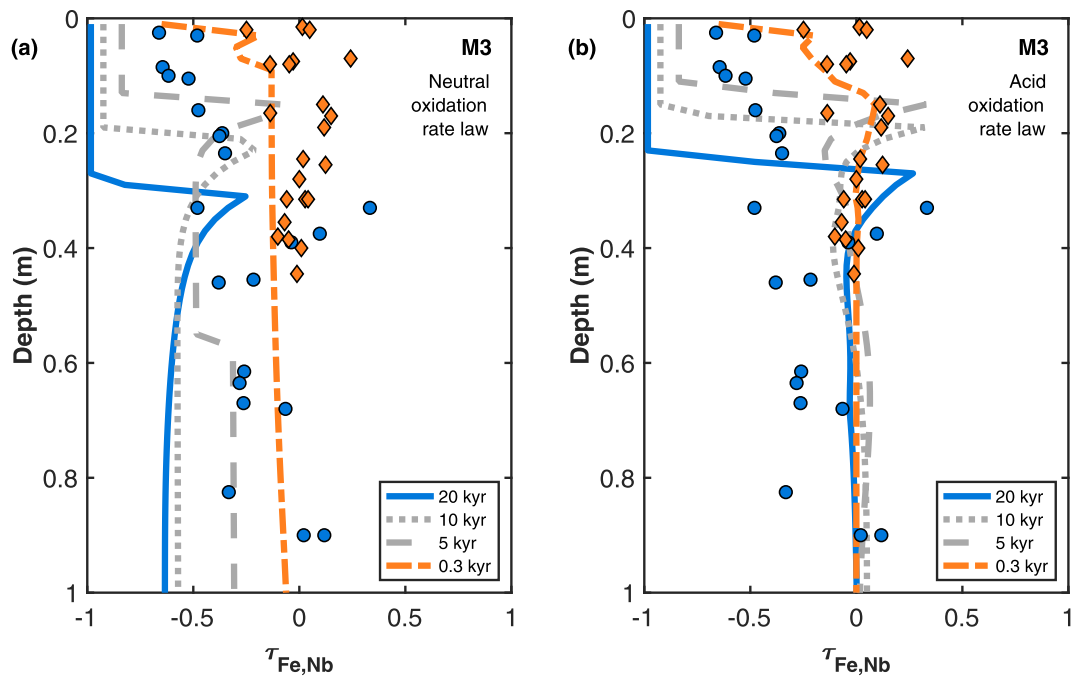 (a)
M3
Neutral
oxidation
rate law
0
0.2
0.4
0.6
0.8
1
Depth (m)
20 kyr
10 kyr
5 kyr
0.3 kyr
-1 -0.5 0 0.5 1
τFe,Nb
(b)
M3
Acid
oxidation
rate law
0
0.2
0.4
0.6
0.8
1
Depth (m)
20 kyr
10 kyr
5 kyr
0.3 kyr
-1 -0.5 0 0.5 1
τFe,Nb